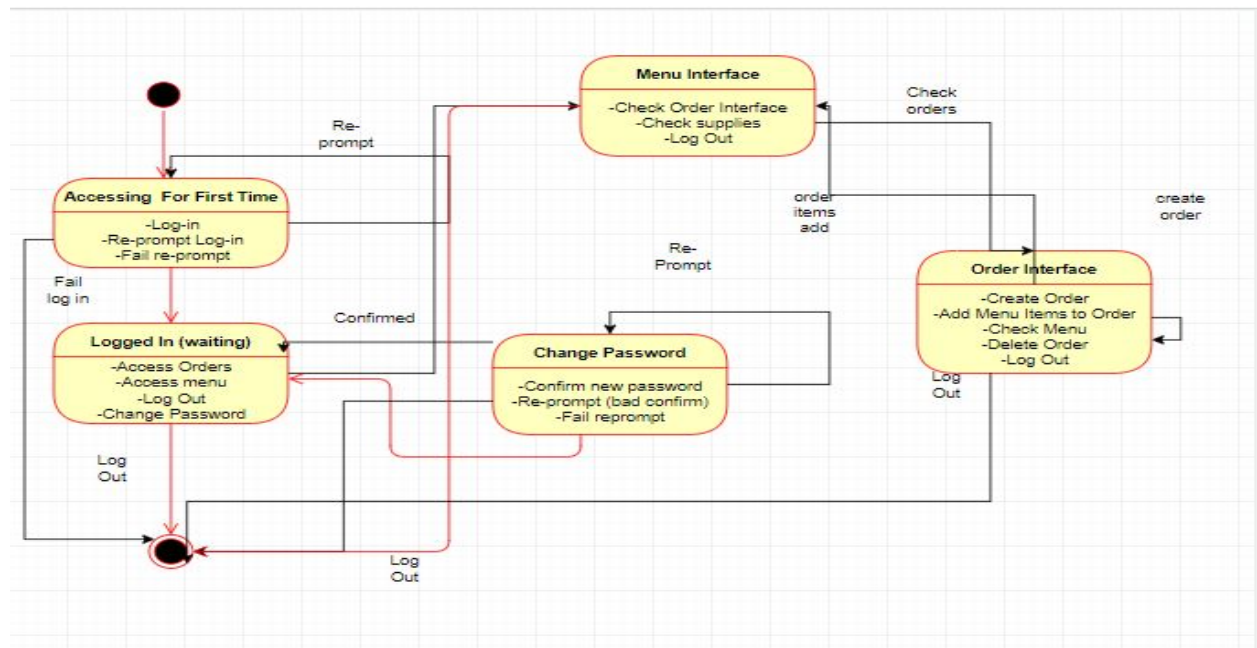 Menu Interface
-Check Order Interface
-Check supplies
-Log Out
Check
orders
Re-
prompt
Accessing  For First Time
-Log-in
-Re-prompt Log-in
-Fail re-prompt
order
items
add
create
order
Re-
Prompt
Order Interface
-Create Order
-Add Menu Items to Order
-Check Menu
-Delete Order
-Log Out
Fail
log in
Confirmed
Logged In (waiting)
-Access Orders
-Access menu
-Log Out
-Change Password
Change Password
-Confirm new password
-Re-prompt (bad confirm)
-Fail reprompt
Log
Out
Log
Out
Log
Out